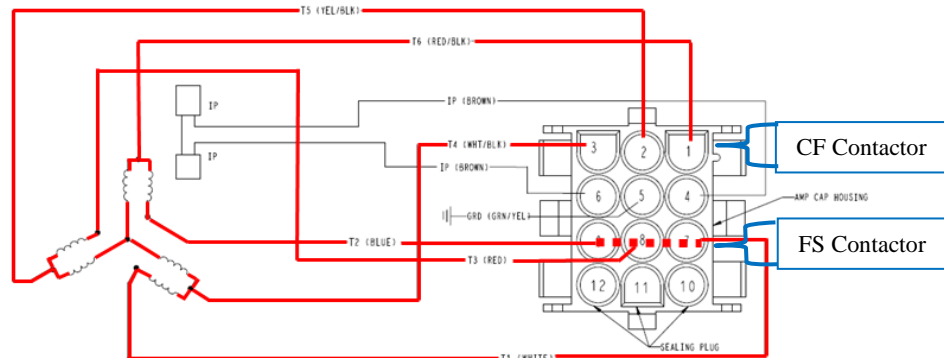 T5 (YEL/BLK)
T6 (RED/BLK)
IP
IP (BROWN)
T4 (WHT/BLK)
3
2
1
CF Contactor
IP
IP (BROWN)
6
5
4
AMP CAP HOUSING
GRD (GRN/YEL)
T2 (BLUE)
8
7
FS Contactor
T3 (RED)
12
11
10
SEALING PLUG
T1 (WHITE)